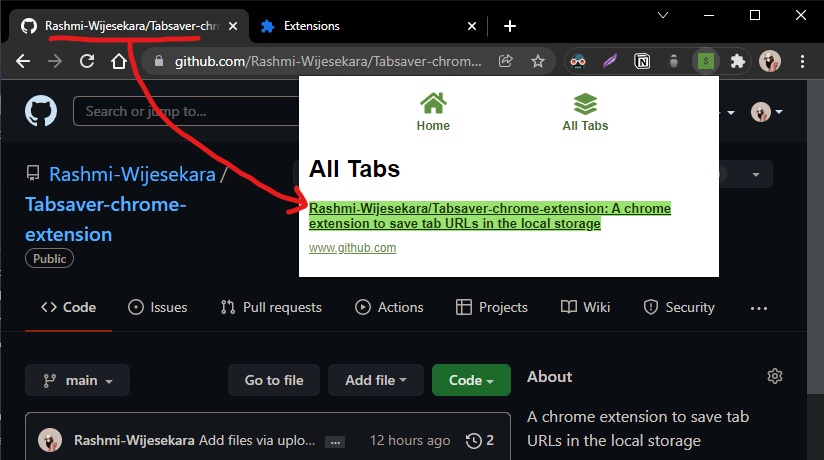 Rashmi-Wijesekara/Tabsaver-chr
Extensions
github.com/Rashmi-Wijesekara/Tabsaver-chrom...
Search or jump to...
Home
All Tabs
All Tabs
Rashmi-Wijesekara/Tabsaver-chrome-extension: A chrome
extension to save tab URLs in the local storage
www.github.com
Rashmi-Wijesekara /
Tabsaver-chrome-
extension
Public
Code
Issues
Pull requests
Actions
Projects
Wiki
Security
main
Go to file
Add file
Code
About
Rashmi-Wijesekara Add files via uplo...
12 hours ago
2
A chrome extension to save tab
URLs in the local storage